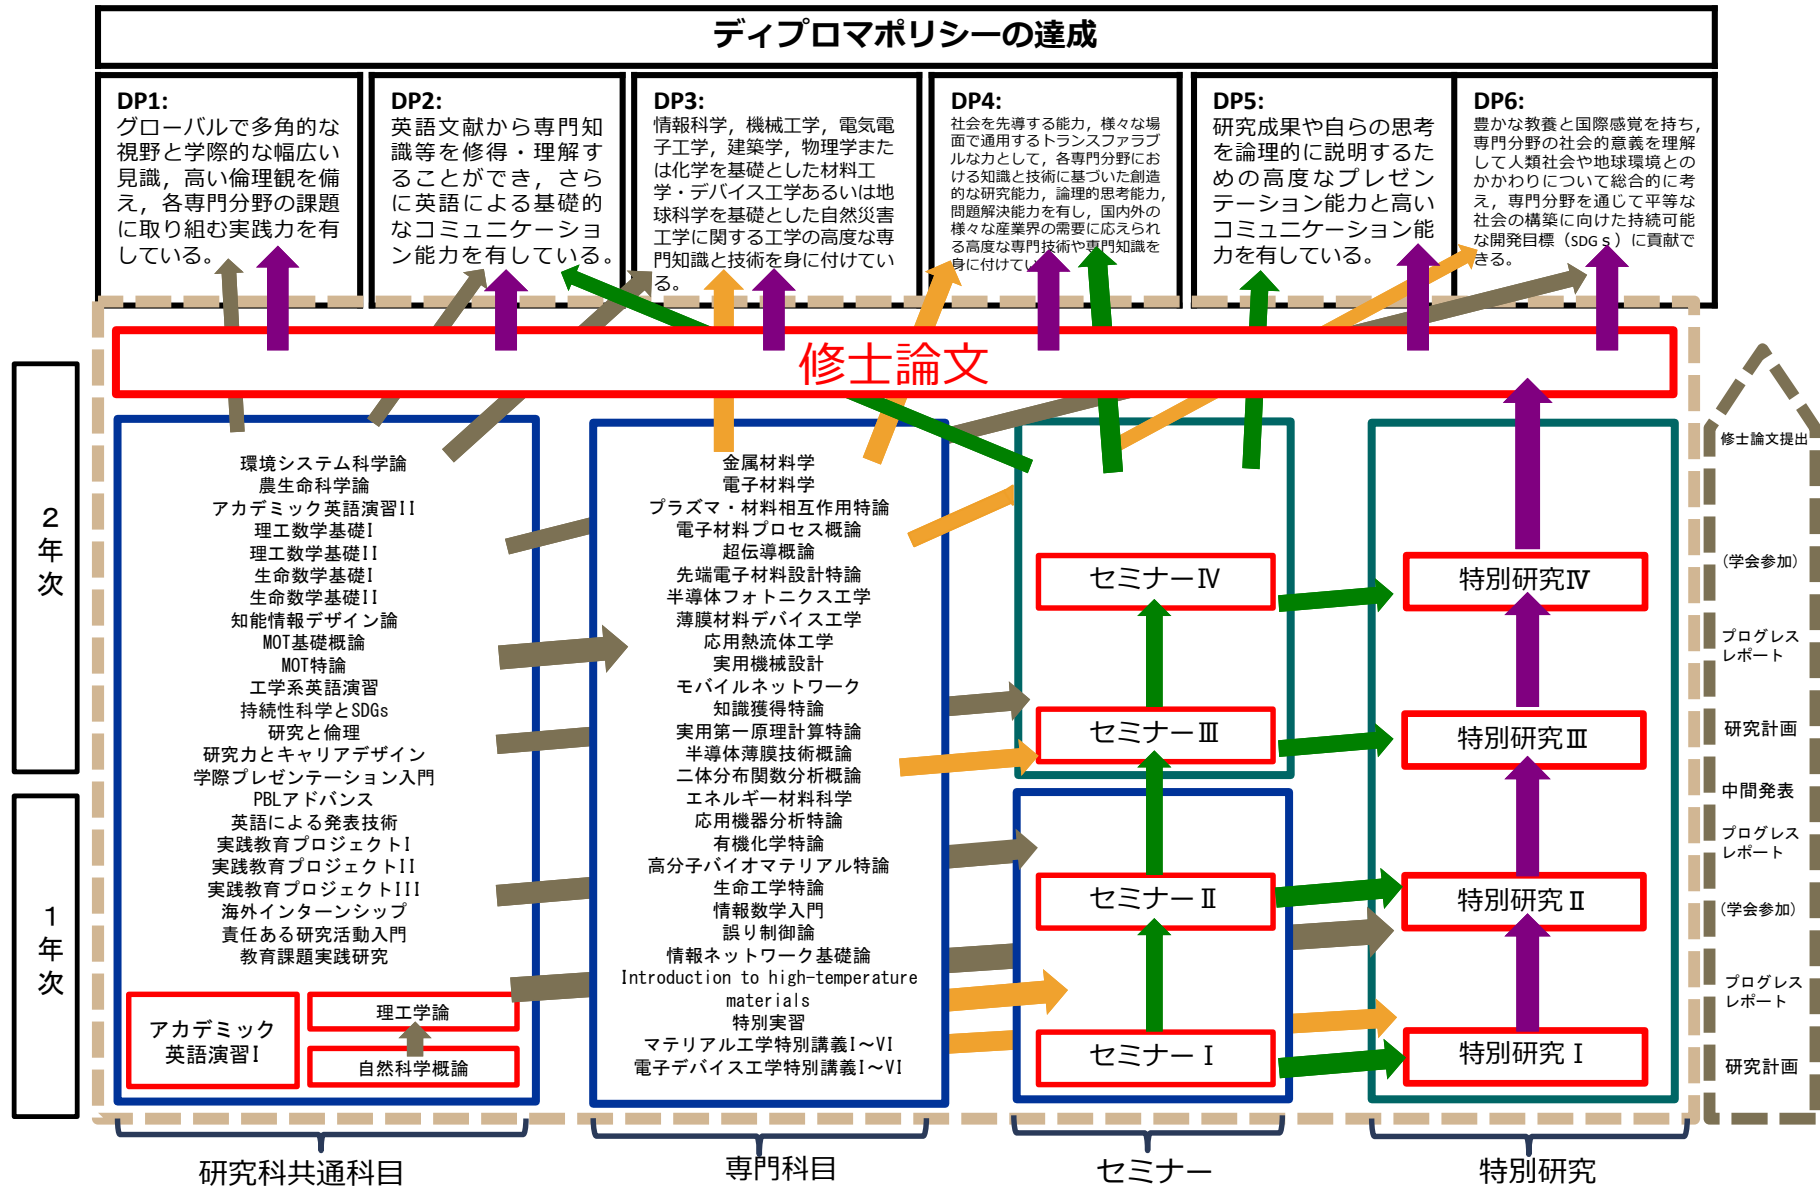 ディプロマポリシーの達成
DP1:
グローバルで多角的な
視野と学際的な幅広い
見識，高い倫理観を備
え，各専門分野の課題
に取り組む実践力を有
している。
DP2:
英語文献から専門知
識等を修得・理解す
ることができ，さら
に英語による基礎的
なコミュニケーショ
ン能力を有している。
DP3:
情報科学，機械工学，電気電
子工学，建築学，物理学また
は化学を基礎とした材料工
学・デバイス工学あるいは地
球科学を基礎とした自然災害
工学に関する工学の高度な専
門知識と技術を身に付けてい
る。
DP4:
社会を先導する能力，様々な場
面で通用するトランスファラブ
ルな力として，各専門分野にお
ける知識と技術に基づいた創造
的な研究能力，論理的思考能力，
問題解決能力を有し，国内外の
様々な産業界の需要に応えられ
る高度な専門技術や専門知識を
身に付けてい
DP5:
研究成果や自らの思考
を論理的に説明するた
めの高度なプレゼン
テーション能力と高い
コミュニケーション能
力を有している。
DP6:
豊かな教養と国際感覚を持ち，
専門分野の社会的意義を理解
して人類社会や地球環境との
かかわりについて総合的に考
え，専門分野を通じて平等な
社会の構築に向けた持続可能
な開発目標（SDGｓ）に貢献で
きる。
修士論文
2
年
次
1
年
次
環境システム科学論
農生命科学論
アカデミック英語演習II
理工数学基礎I
理工数学基礎II
生命数学基礎I
生命数学基礎II
知能情報デザイン論
MOT基礎概論
MOT特論
工学系英語演習
持続性科学とSDGs
研究と倫理
研究力とキャリアデザイン
学際プレゼンテーション入門
PBLアドバンス
英語による発表技術
実践教育プロジェクトI
実践教育プロジェクトII
実践教育プロジェクトIII
海外インターンシップ
責任ある研究活動入門
教育課題実践研究
アカデミック
英語演習I
理工学論
自然科学概論
金属材料学
電子材料学
プラズマ・材料相互作用特論
電子材料プロセス概論
超伝導概論
先端電子材料設計特論
半導体フォトニクス工学
薄膜材料デバイス工学
応用熱流体工学
実用機械設計
モバイルネットワーク
知識獲得特論
実用第一原理計算特論
半導体薄膜技術概論
二体分布関数分析概論
エネルギー材料科学
応用機器分析特論
有機化学特論
高分子バイオマテリアル特論
生命工学特論
情報数学入門
誤り制御論
情報ネットワーク基礎論
Introduction to high-temperature
materials
特別実習
マテリアル工学特別講義I～VI
電子デバイス工学特別講義I～VI
セミナーⅣ
セミナーⅢ
セミナーⅡ
セミナーⅠ
特別研究Ⅳ
特別研究Ⅲ
特別研究Ⅱ
特別研究Ⅰ
修士論文提出
（学会参加）
プログレス
レポート
研究計画
中間発表
プログレス
レポート
（学会参加）
プログレス
レポート
研究計画
研究科共通科目
専門科目
セミナー
特別研究